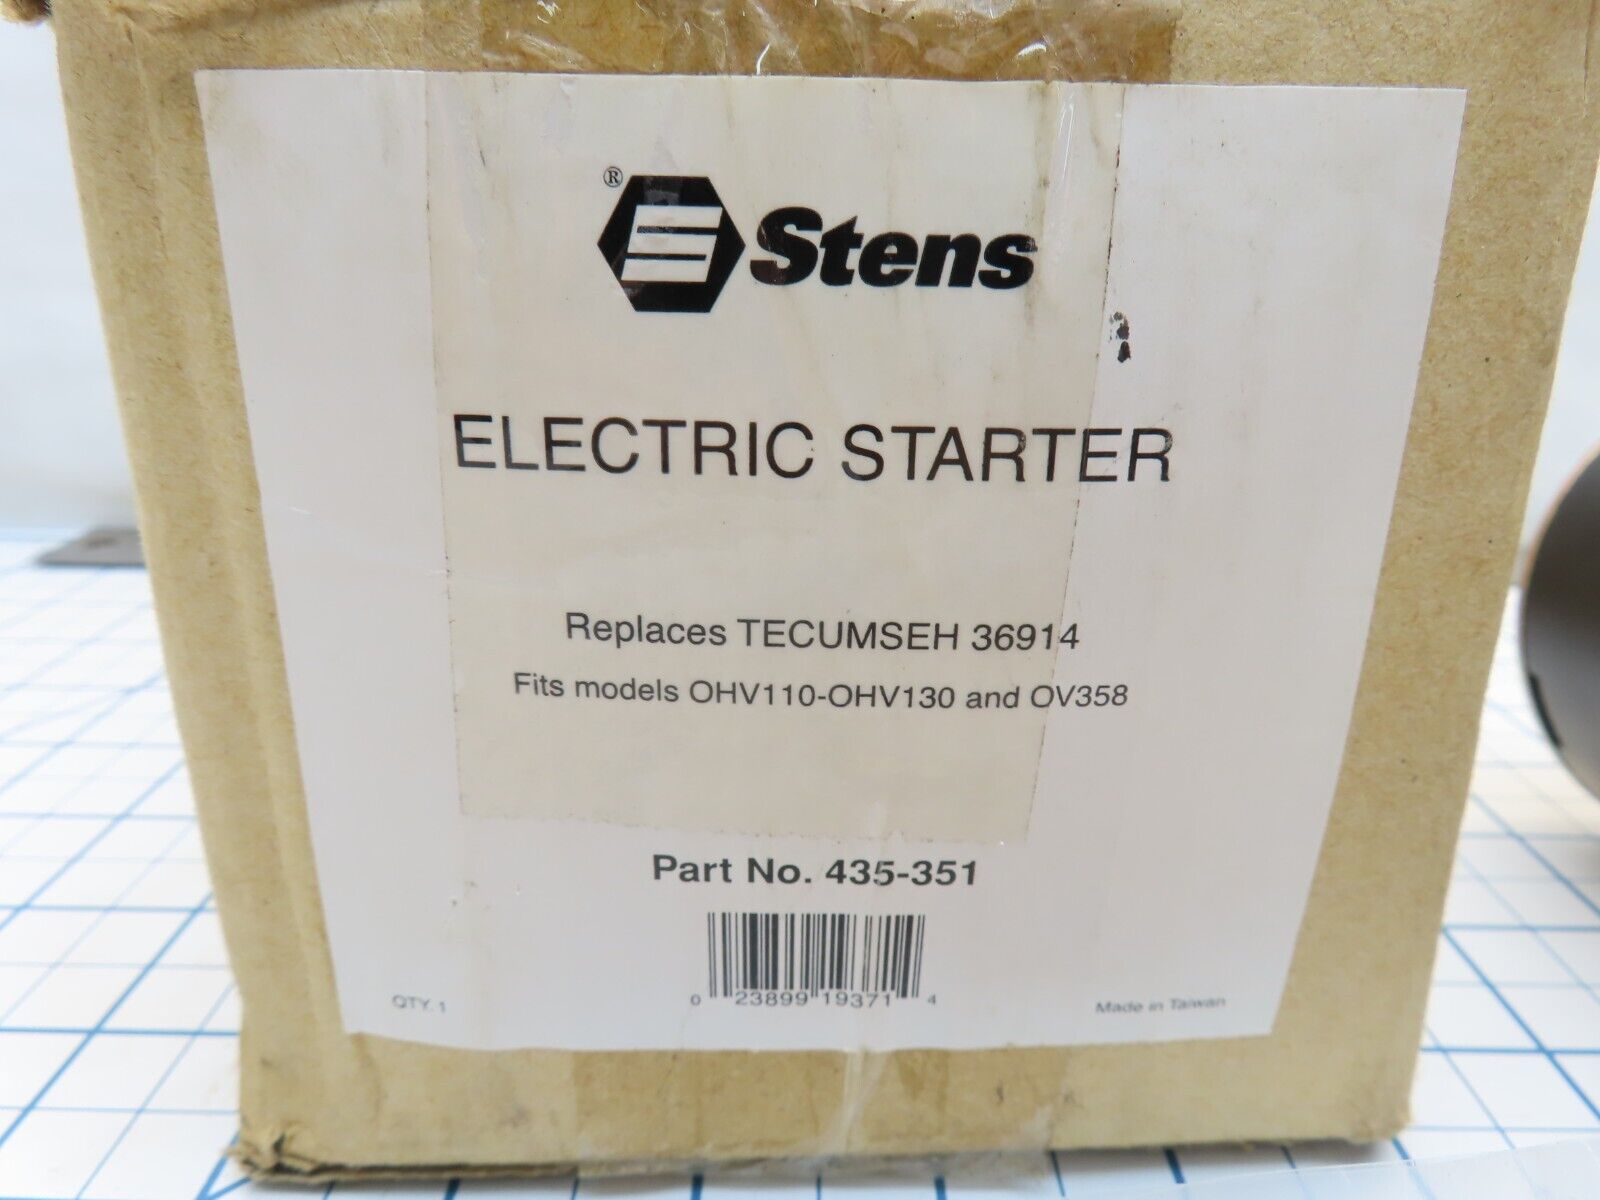 ® Stens
ELECTRIC STARTER
Replaces TECUMSEH 36914
Fits models OHV110-OHV130 and OV358
Part No. 435-351
0 23899 19371 4
QTY. 1
Made in Taiwan